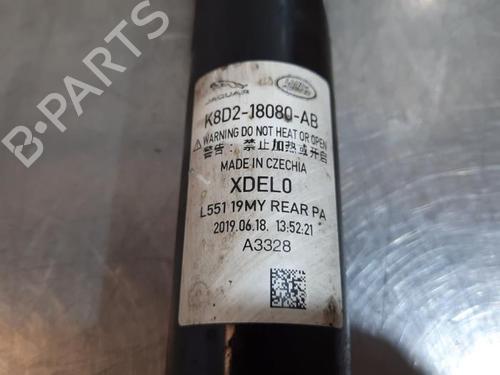 B-PARTS
JAGUAR
K8D2-18080-AB
WARNING DO NOT HEAT OR OPEN
警告: 禁止加热或开启
MADE IN CZECHIA
XDEL0
L551 19MY REAR PA
2019.06.18. 13:52:21
A3328